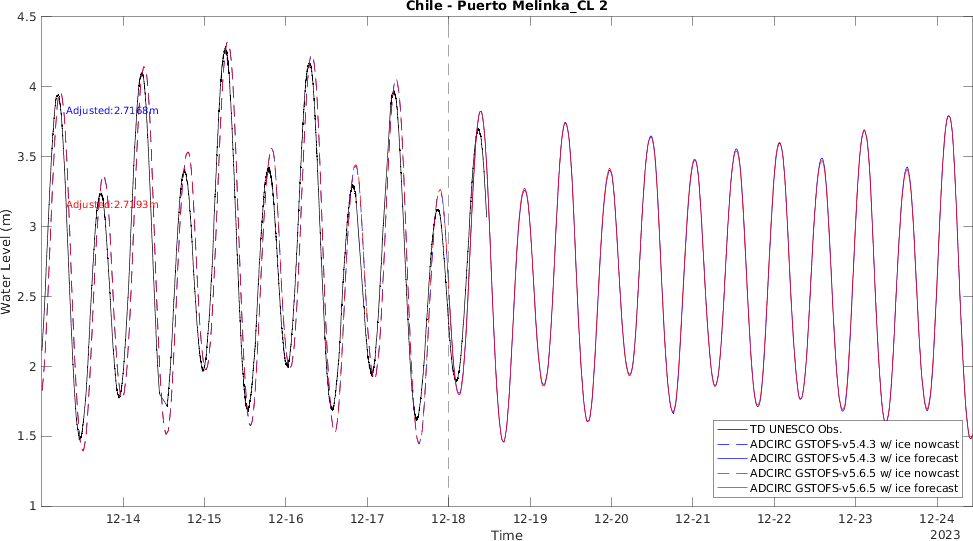 Chile - Puerto Melinka_CL 2
4.5
4
3.5
3
2.5
2
1.5
1
Water Level (m)
Adjusted:2.7168m
Adjusted:2.7193m
TD UNESCO Obs.
ADCIRC GSTOFS-v5.4.3 w/ ice nowcast
ADCIRC GSTOFS-v5.4.3 w/ ice forecast
ADCIRC GSTOFS-v5.6.5 w/ ice nowcast
ADCIRC GSTOFS-v5.6.5 w/ ice forecast
12-14 12-15 12-16 12-17 12-18 12-19 12-20 12-21 12-22 12-23 12-24
Time
2023